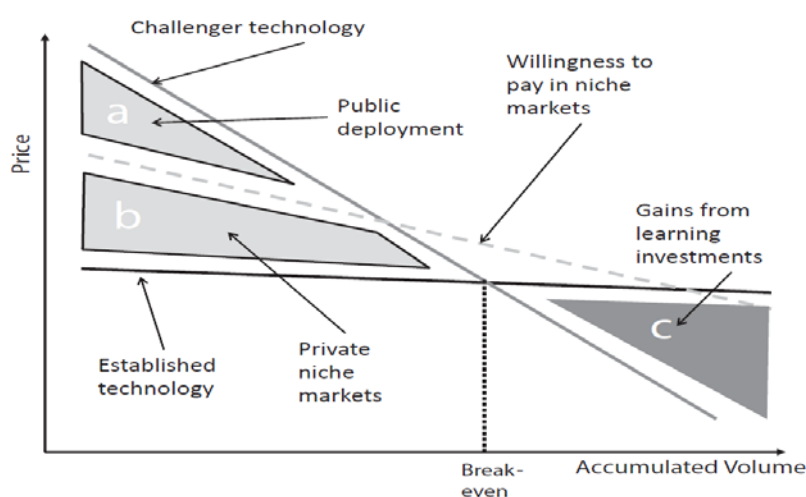 Challenger technology
Willingness to
pay in niche
markets
Public
deployment
a
Price
b
Gains from
learning
investments
c
Established
technology
Private
niche
markets
Break-
even
Accumulated Volume